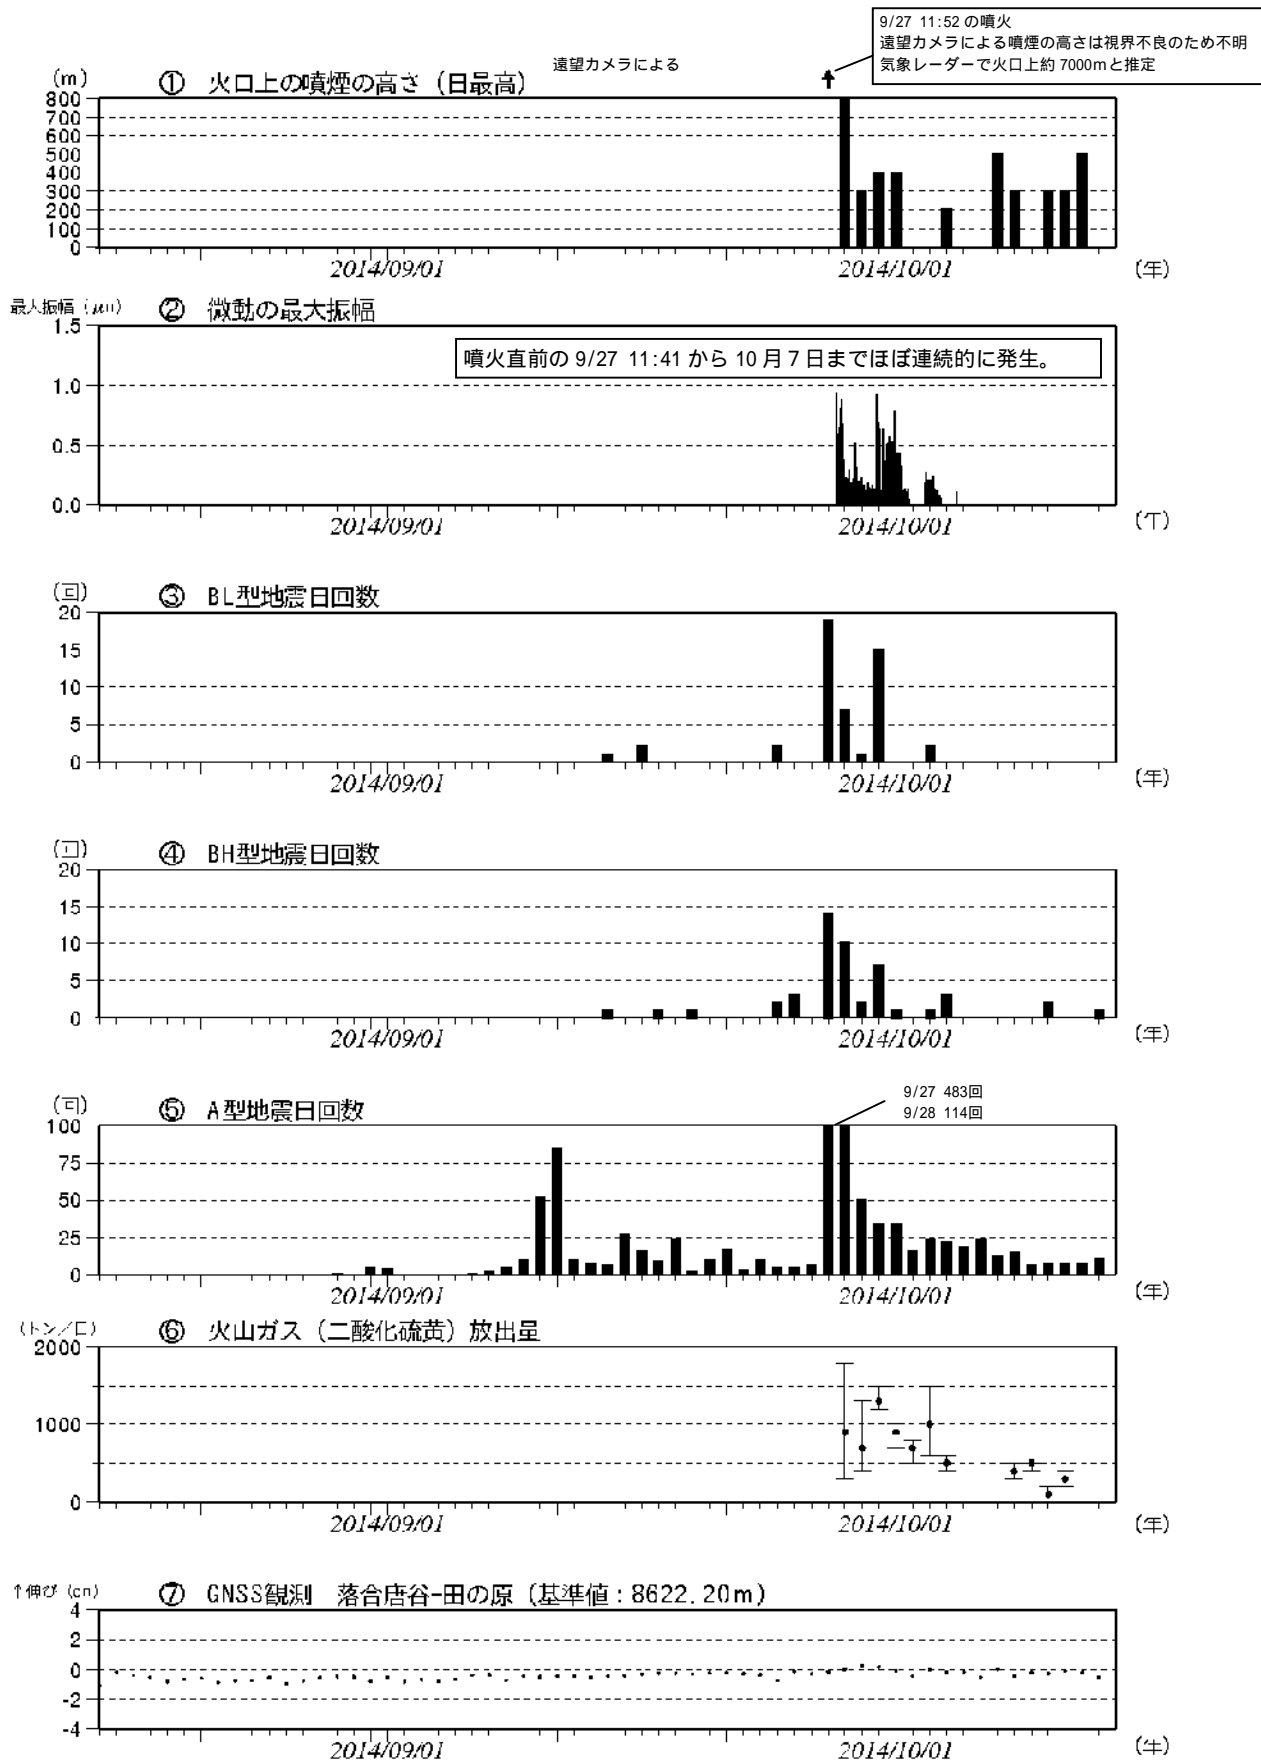 9/27 11:52 の噴火
遠望カメラによる噴煙の高さは視界不良のため不明
気象レーダーで火口上約 7000mと推定
遠望カメラによる
(m) ① 火口上の噴煙の高さ (日最高)
800
700
600
500
400
300
200
100
0
2014/09/01 2014/10/01 (年)
最大振幅 (μm) ② 微動の最大振幅
1.5
噴火直前の 9/27 11:41 から 10 月 7 日までほぼ連続的に発生。
1.0
0.5
0.0
2014/09/01 2014/10/01 (年)
(回) ③ BL型地震日回数
20
15
10
5
0
2014/09/01 2014/10/01 (年)
(回) ④ BH型地震日回数
20
15
10
5
0
2014/09/01 2014/10/01 (年)
9/27 483回
9/28 114回
(回) ⑤ A型地震日回数
100
75
50
25
0
2014/09/01 2014/10/01 (年)
(トン/日) ⑥ 火山ガス (二酸化硫黄) 放出量
2000
1000
0
2014/09/01 2014/10/01 (年)
↑伸び (cm) ⑦ GNSS観測 落合唐谷-田の原 (基準値:8622.20m)
4
2
0
-2
-4
2014/09/01 2014/10/01 (年)